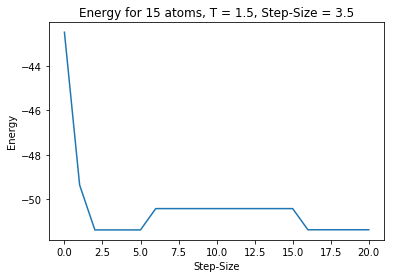 Energy for 15 atoms, T = 1.5, Step-Size = 3.5
−44
−46
−48
−50
Energy
0.0 2.5 5.0 7.5 10.0 12.5 15.0 17.5 20.0
Step-Size